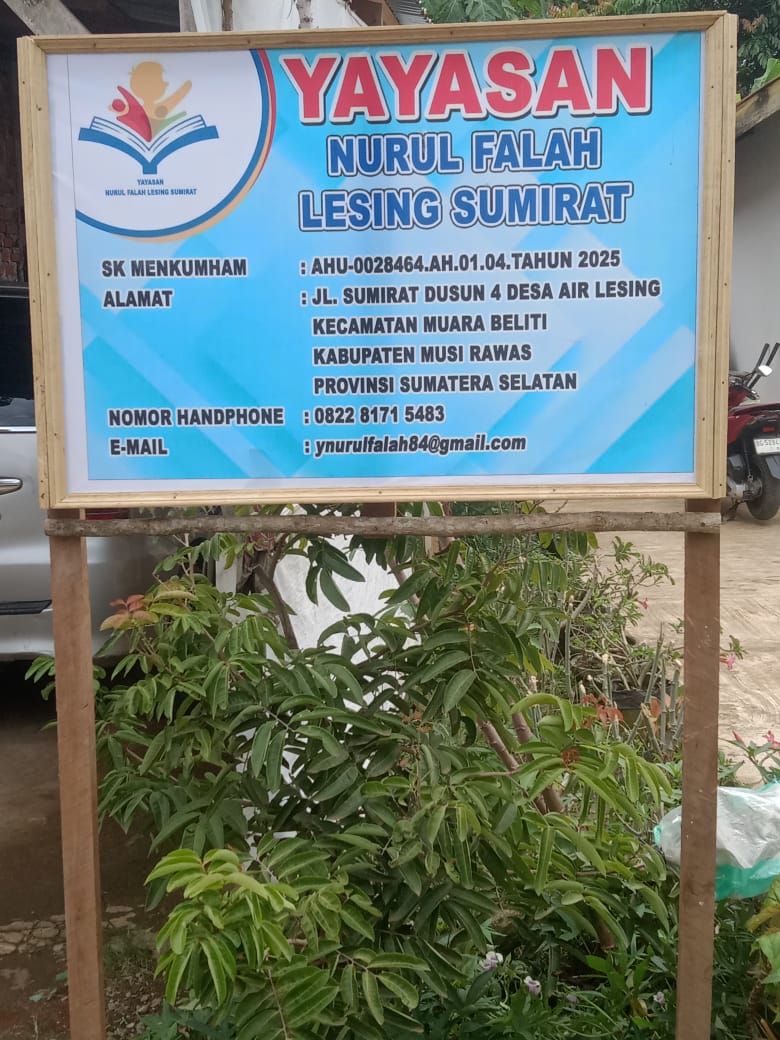 YAYASAN
NURUL FALAH
LESING SUMIRAT
YAYASAN
NURUL FALAH LESING SUMIRAT
SK MENKUMHAM : AHU-0028464.AH.01.04.TAHUN 2025
ALAMAT : JL. SUMIRAT DUSUN 4 DESA AIR LESING
KECAMATAN MUARA BELITI
KABUPATEN MUSI RAWAS
PROVINSI SUMATERA SELATAN
NOMOR HANDPHONE : 0822 8171 5483
E-MAIL : ynurulfalah84@gmail.com